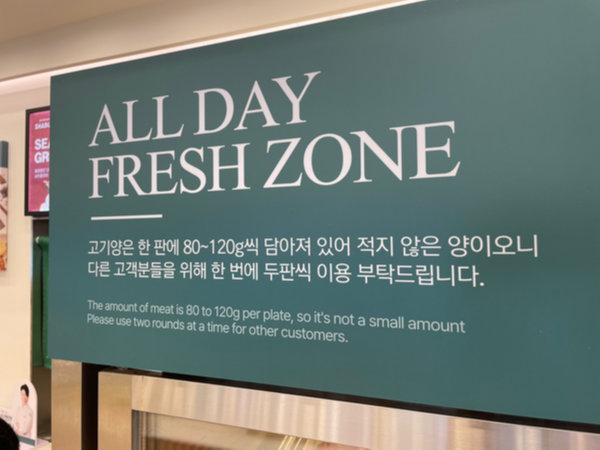 ALL DAY
FRESH ZONE
고기양은 한 판에 80~120g씩 담아져 있어 적지 않은 양이오니
다른 고객분들을 위해 한 번에 두판씩 이용 부탁드립니다.
The amount of meat is 80 to 120g per plate, so it's not a small amount
Please use two rounds at a time for other customers.